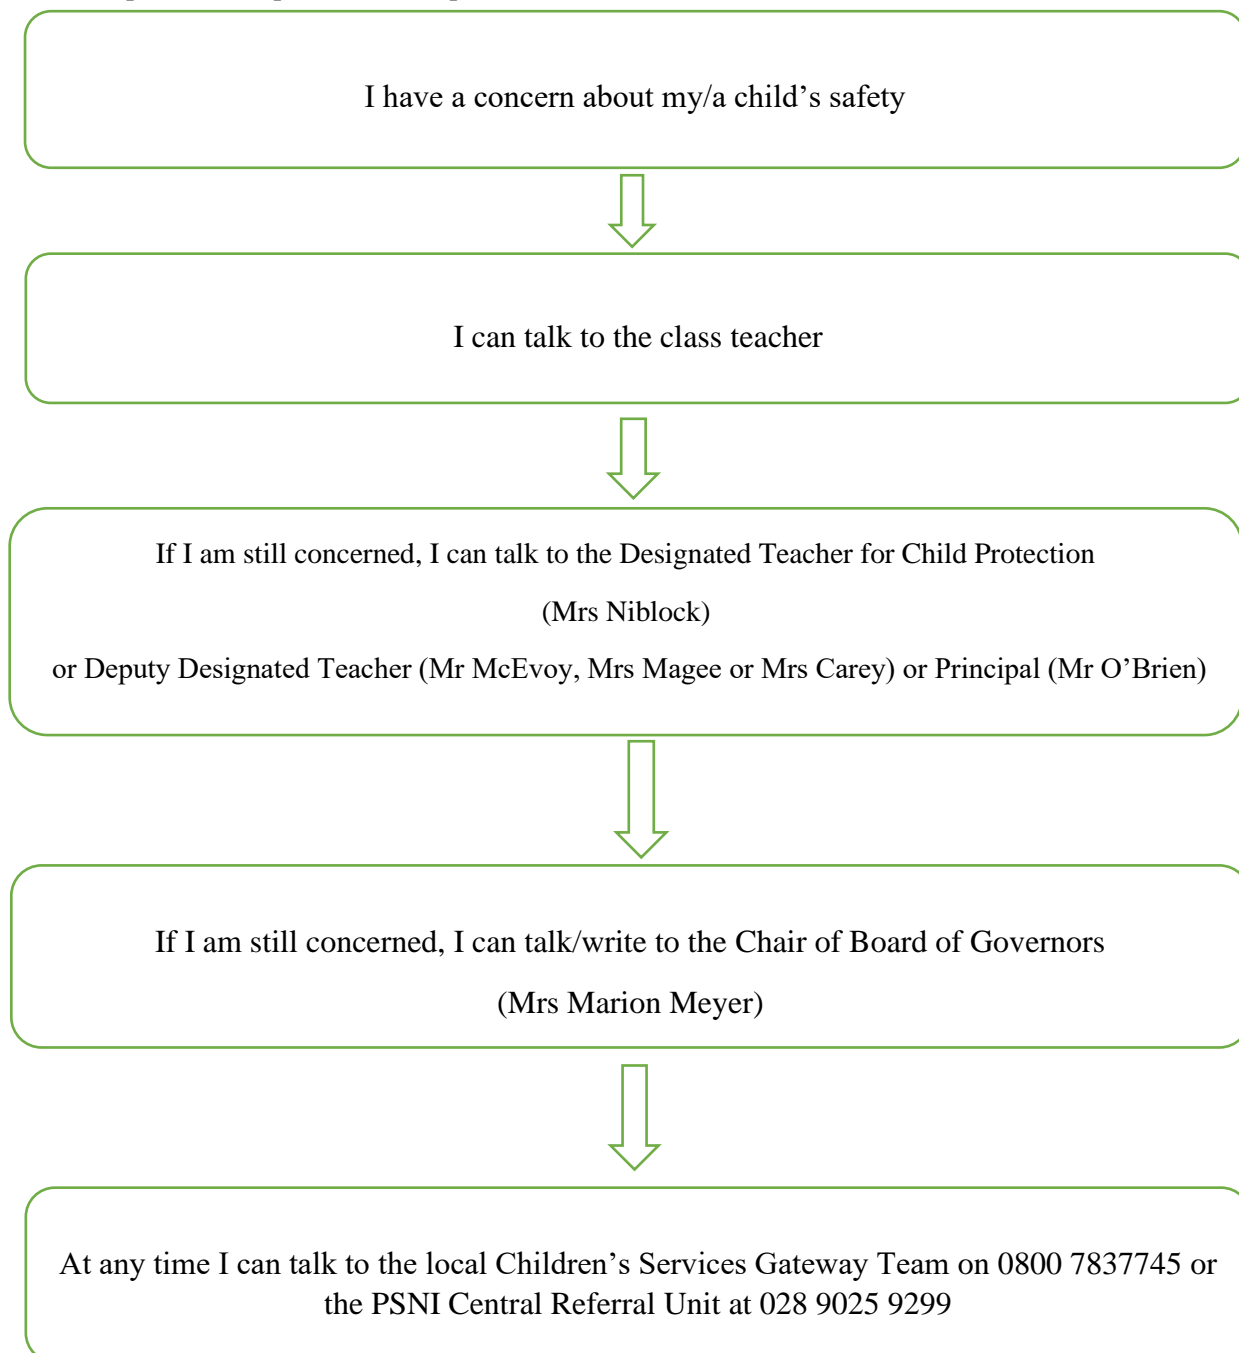 I have a concern about my/a child’s safety
I can talk to the class teacher
If I am still concerned, I can talk to the Designated Teacher for Child Protection
(Mrs Niblock)
or Deputy Designated Teacher (Mr McEvoy, Mrs Magee or Mrs Carey) or Principal (Mr O’Brien)
If I am still concerned, I can talk/write to the Chair of Board of Governors
(Mrs Marion Meyer)
At any time I can talk to the local Children’s Services Gateway Team on 0800 7837745 or
the PSNI Central Referral Unit at 028 9025 9299